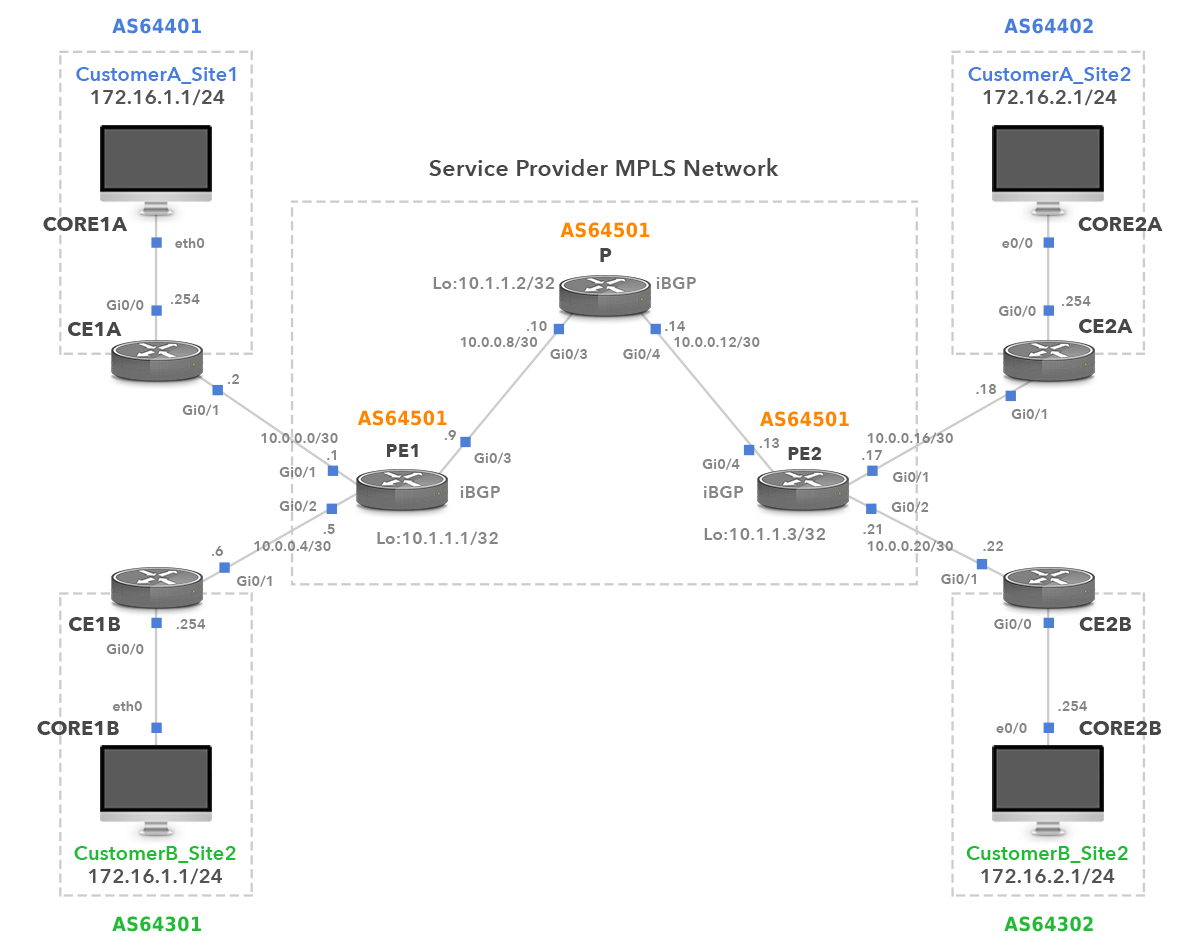 AS64401
CustomerA_Site1
172.16.1.1/24
CORE1A
eth0
Gi0/0
.254
CE1A
.2
Gi0/1
AS64402
CustomerA_Site2
172.16.2.1/24
CORE2A
e0/0
Gi0/0
.254
CE2A
.18
Gi0/1
Service Provider MPLS Network
AS64501
P
Lo:10.1.1.2/32
iBGP
.10
.14
10.0.0.8/30
10.0.0.12/30
Gi0/3
Gi0/4
10.0.0.0/30
.1
Gi0/1
AS64501
PE1
.9
Gi0/3
iBGP
Gi0/2
.5
10.0.0.4/30
Lo:10.1.1.1/32
AS64501
PE2
.13
Gi0/4
iBGP
Lo:10.1.1.3/32
10.0.0.16/30
.17
Gi0/1
Gi0/2
.21
10.0.0.20/30
.22
Gi0/1
.6
Gi0/1
CE1B
.254
Gi0/0
eth0
CORE1B
CustomerB_Site2
172.16.1.1/24
AS64301
Gi0/0
CE2B
.254
e0/0
CORE2B
CustomerB_Site2
172.16.2.1/24
AS64302